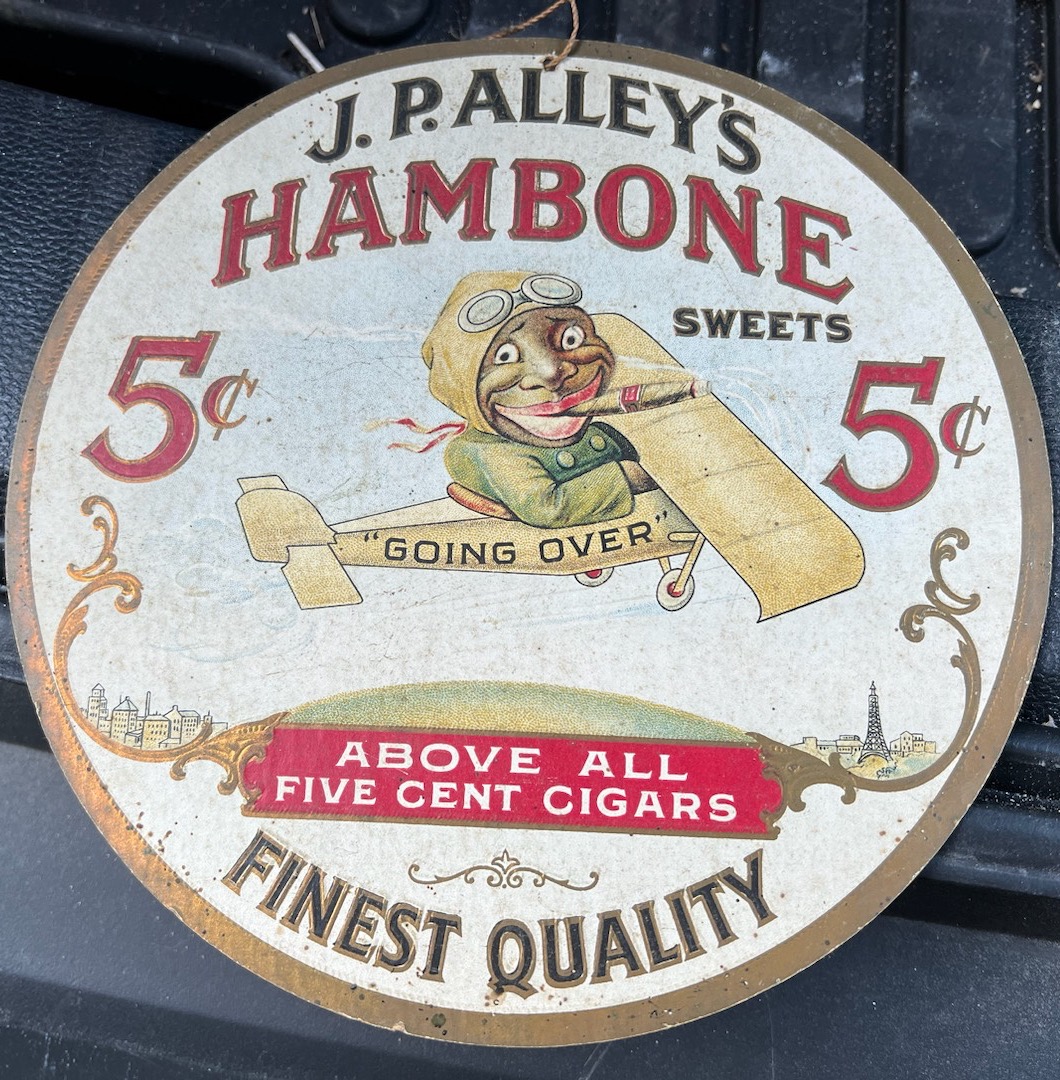 J. P. ALLEY'S
HAMBONE
SWEETS
5¢
5¢
"GOING OVER"
ABOVE ALL
FIVE CENT CIGARS
FINEST QUALITY